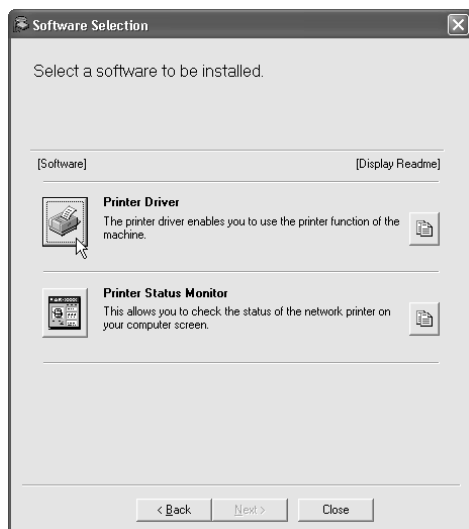 Software Selection
Select a software to be installed.
[Software] [Display Readme]
Printer Driver
The printer driver enables you to use the printer function of the
machine.
Printer Status Monitor
This allows you to check the status of the network printer on
your computer screen.
< Back Next > Close